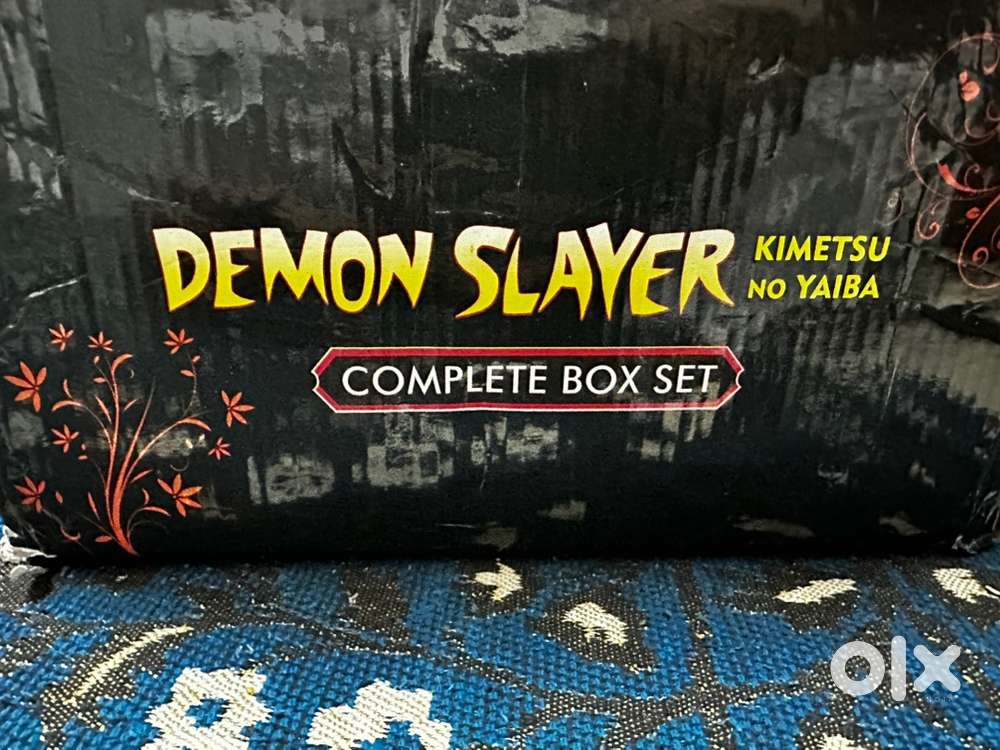 DEMON SLAYER
KIMETSU
NO YAIBA
COMPLETE BOX SET
olx